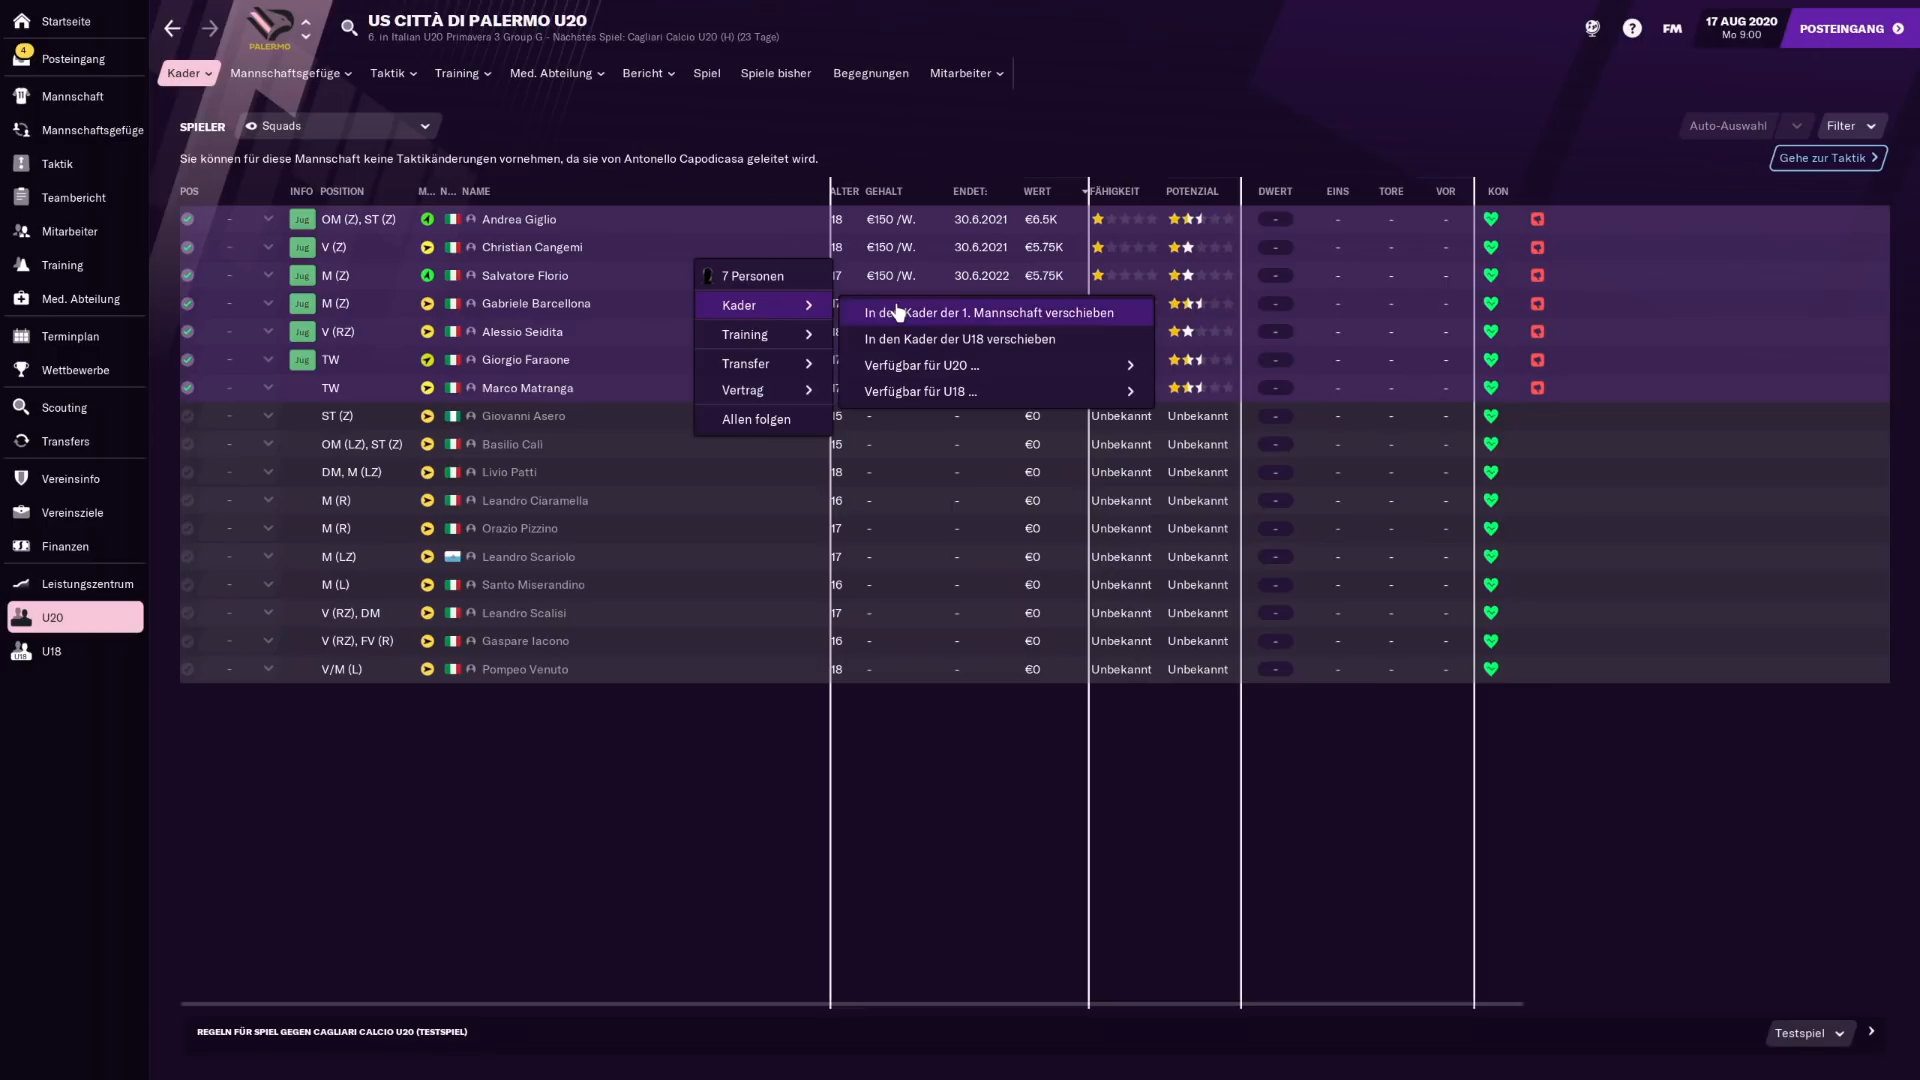 Startseite
4
Posteingang
Mannschaft
Mannschaftsgefüge
Taktik
Teambericht
Mitarbeiter
Training
Med. Abteilung
Terminplan
Wettbewerbe
Scouting
Transfers
Vereinsinfo
Vereinsziele
Finanzen
Leistungszentrum
U20
U18
PALERMO
US CITTÀ DI PALERMO U20
6. in Italian U20 Primavera 3 Group G - Nächstes Spiel: Cagliari Calcio U20 (H) (23 Tage)
FM
17 AUG 2020
Mo 9:00
POSTEINGANG
Kader Mannschaftsgefüge Taktik Training Med. Abteilung Bericht Spiel Spiele bisher Begegnungen Mitarbeiter
SPIELER Squads Auto-Auswahl Filter
Sie können für diese Mannschaft keine Taktikänderungen vornehmen, da sie von Antonello Capodicasa geleitet wird.
Gehe zur Taktik
POS INFO POSITION M... N... NAME ALTER GEHALT ENDET: WERT FÄHIGKEIT POTENZIAL DWERT EINS TORE VOR KON
- Jug OM (Z), ST (Z) Andrea Giglio 18 €150 /W. 30.6.2021 €6.5K - - - -
- Jug V (Z) Christian Cangemi 18 €150 /W. 30.6.2021 €5.75K - - - -
- Jug M (Z) Salvatore Florio 17 €150 /W. 30.6.2022 €5.75K - - - -
- Jug M (Z) Gabriele Barcellona - - - -
- Jug V (RZ) Alessio Seidita - - - -
- Jug TW Giorgio Faraone - - - -
- TW Marco Matranga - - - -
- ST (Z) Giovanni Asero 15 - - €0 Unbekannt Unbekannt - - - -
- OM (LZ), ST (Z) Basilio Calì 15 - - €0 Unbekannt Unbekannt - - - -
- DM, M (LZ) Livio Patti 18 - - €0 Unbekannt Unbekannt - - - -
- M (R) Leandro Ciaramella 16 - - €0 Unbekannt Unbekannt - - - -
- M (R) Orazio Pizzino 17 - - €0 Unbekannt Unbekannt - - - -
- M (LZ) Leandro Scariolo 17 - - €0 Unbekannt Unbekannt - - - -
- M (L) Santo Miserandino 16 - - €0 Unbekannt Unbekannt - - - -
- V (RZ), DM Leandro Scalisi 17 - - €0 Unbekannt Unbekannt - - - -
- V (RZ), FV (R) Gaspare Iacono 16 - - €0 Unbekannt Unbekannt - - - -
- V/M (L) Pompeo Venuto 18 - - €0 Unbekannt Unbekannt - - - -
7 Personen
Kader
Training
Transfer
Vertrag
Allen folgen
In den Kader der 1. Mannschaft verschieben
In den Kader der U18 verschieben
Verfügbar für U20 ...
Verfügbar für U18 ...
REGELN FÜR SPIEL GEGEN CAGLIARI CALCIO U20 (TESTSPIEL)
Testspiel